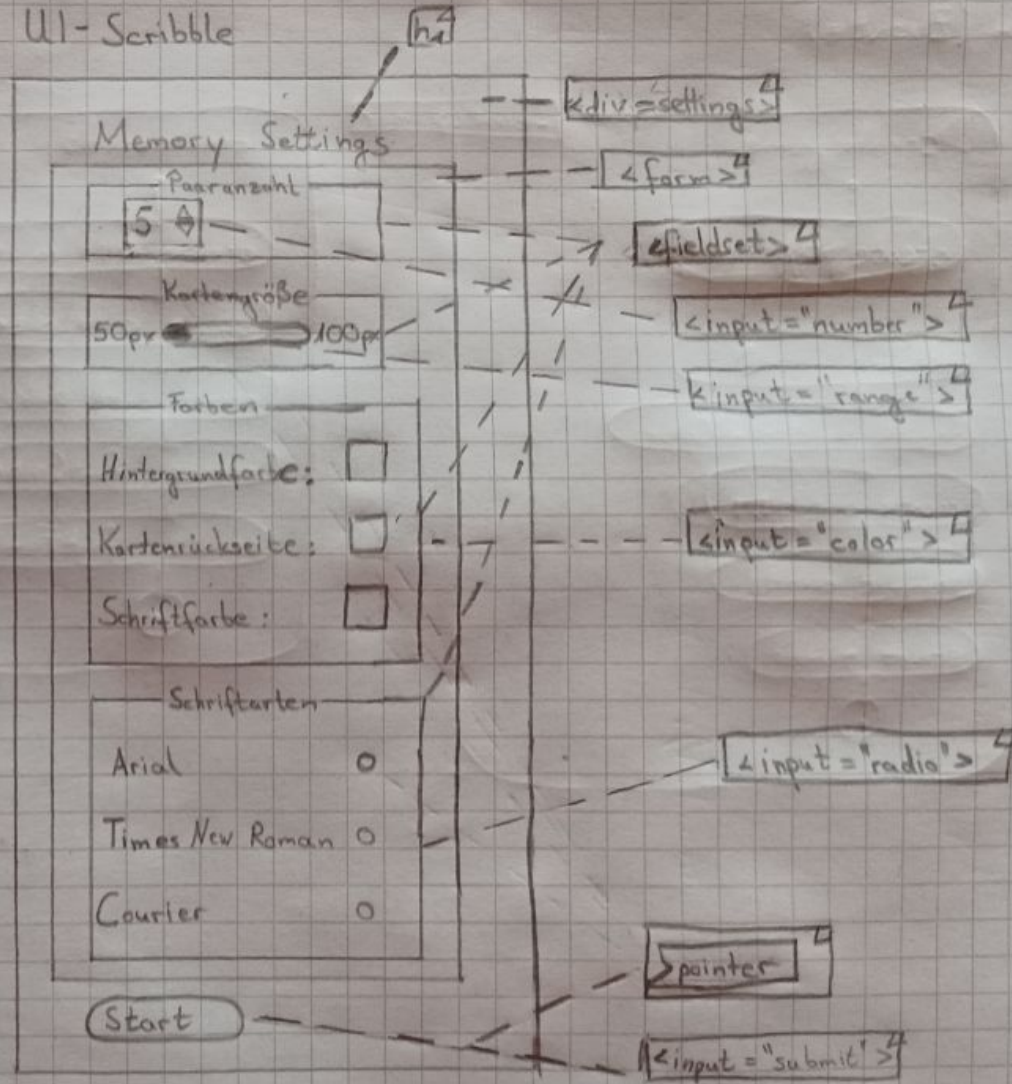 UI-Scribble
h1
<div=settings>
Memory Settings
<form>
Paaranzahl
5
<fieldset>
Kartengröße
50px 100px
<input="number">
<input="range">
Farben
Hintergrundfarbe:
Kartenrückseite:
<input="color">
Schriftfarbe:
Schriftarten
Arial
<input="radio">
Times New Roman
Courier
pointer
Start
<input="submit">